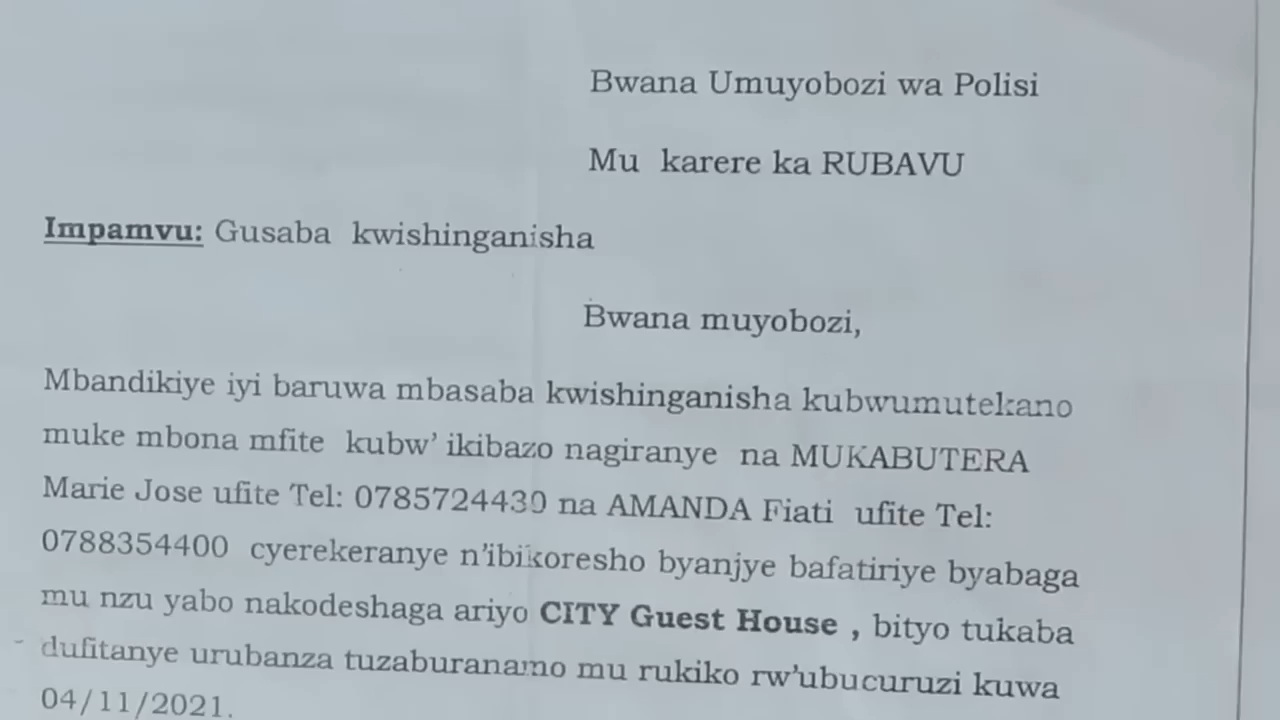 Bwana Umuyobozi wa Polisi
Mu karere ka RUBAVU
Impamvu: Gusaba kwishinganisha
Bwana muyobozi,
Mbandikiye iyi baruwa mbasaba kwishinganisha kubwumutekano
muke mbona mfite kubw' ikibazo nagiranye na MUKABUTERA
Marie Jose ufite Tel: 0785724430 na AMANDA Fiati ufite Tel:
0788354400 cyerekeranye n'ibikoresho byanjye bafatiriye byabaga
mu nzu yabo nakodeshaga ariyo CITY Guest House , bityo tukaba
dufitanye urubanza tuzaburanamo mu rukiko rw'ubucuruzi kuwa
04/11/2021.